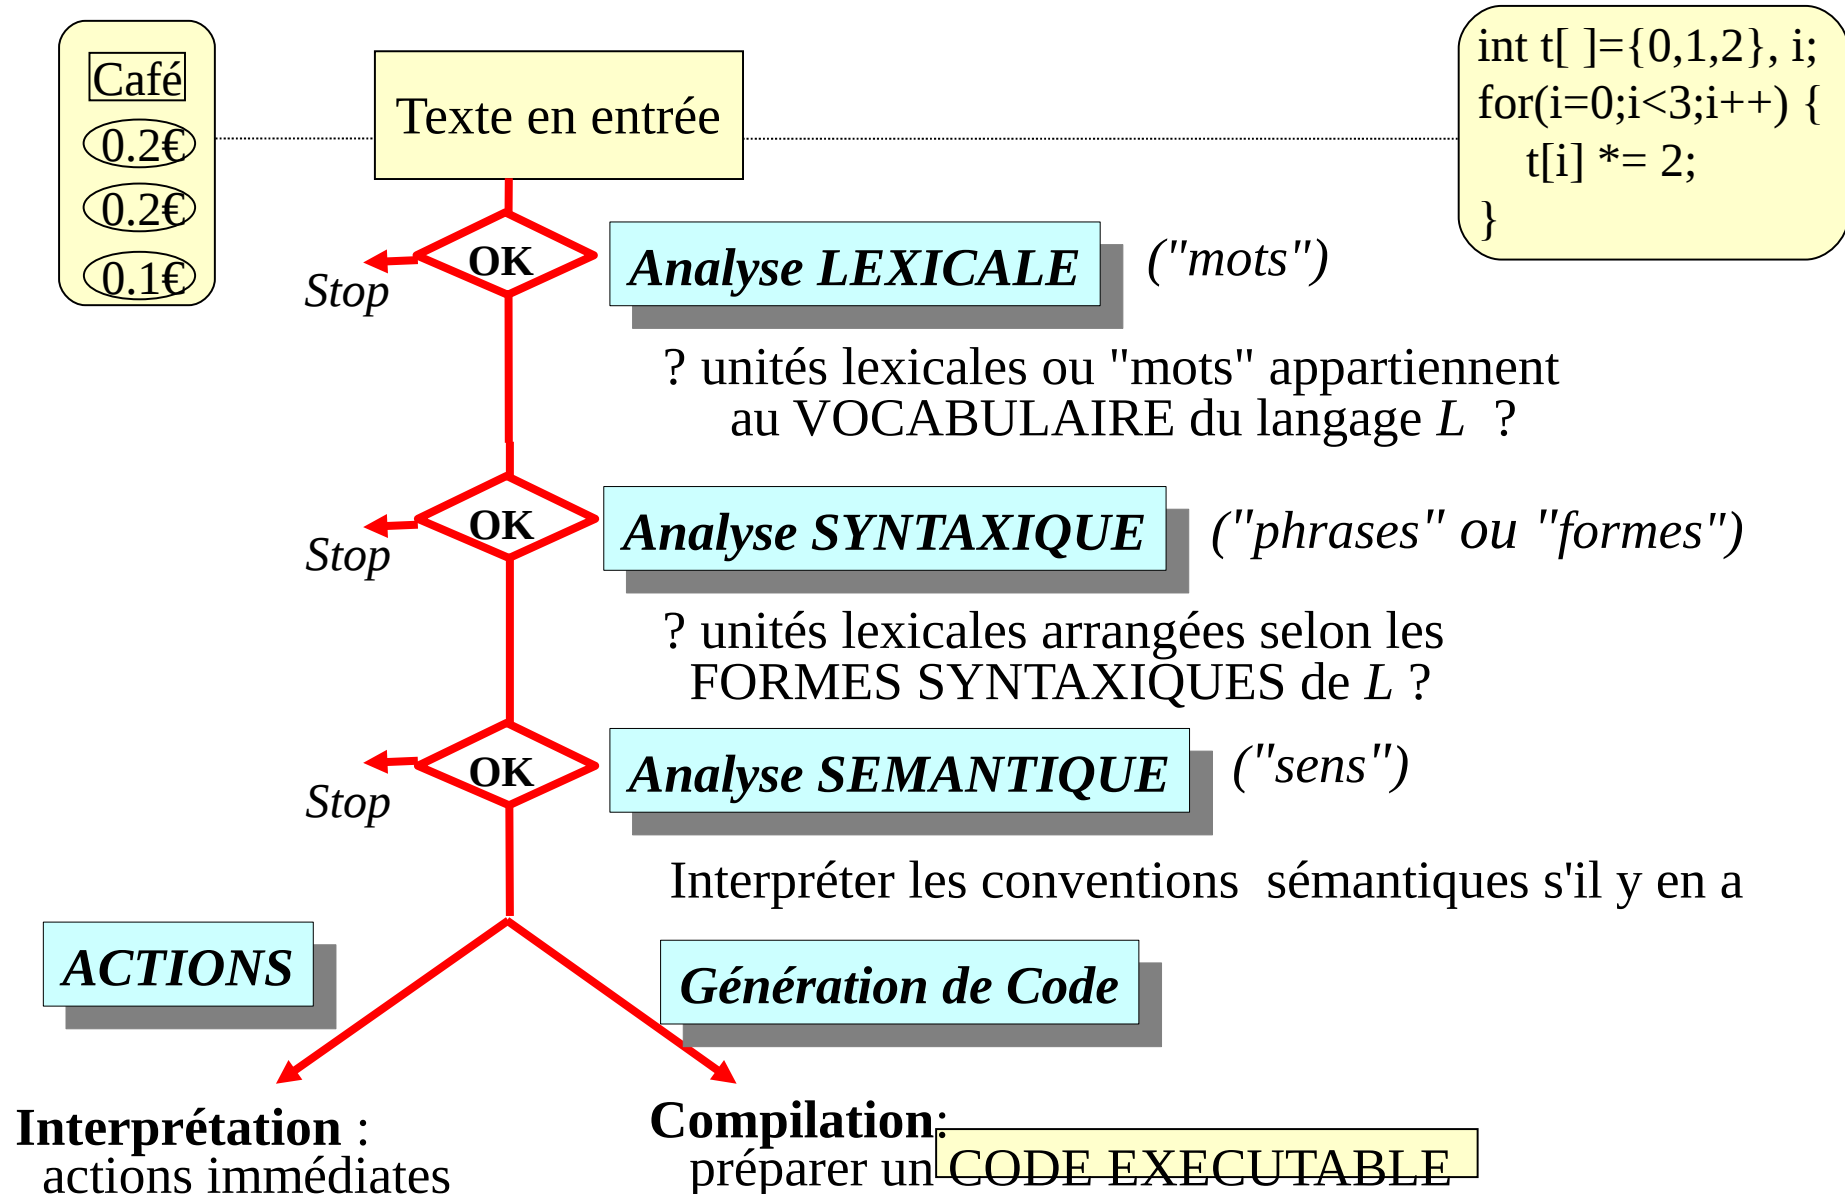 Café
0.2€
0.2€
0.1€
Texte en entrée
int t[ ]={0,1,2}, i;
for(i=0;i<3;i++) {
t[i] *= 2;
}
OK
Stop
Analyse LEXICALE
("mots")
? unités lexicales ou "mots" appartiennent
au VOCABULAIRE du langage L ?
OK
Stop
Analyse SYNTAXIQUE
("phrases" ou "formes")
? unités lexicales arrangées selon les
FORMES SYNTAXIQUES de L ?
OK
Stop
Analyse SEMANTIQUE
("sens")
Interpréter les conventions sémantiques s'il y en a
ACTIONS
Génération de Code
Interprétation :
actions immédiates
Compilation:
préparer un CODE EXECUTABLE